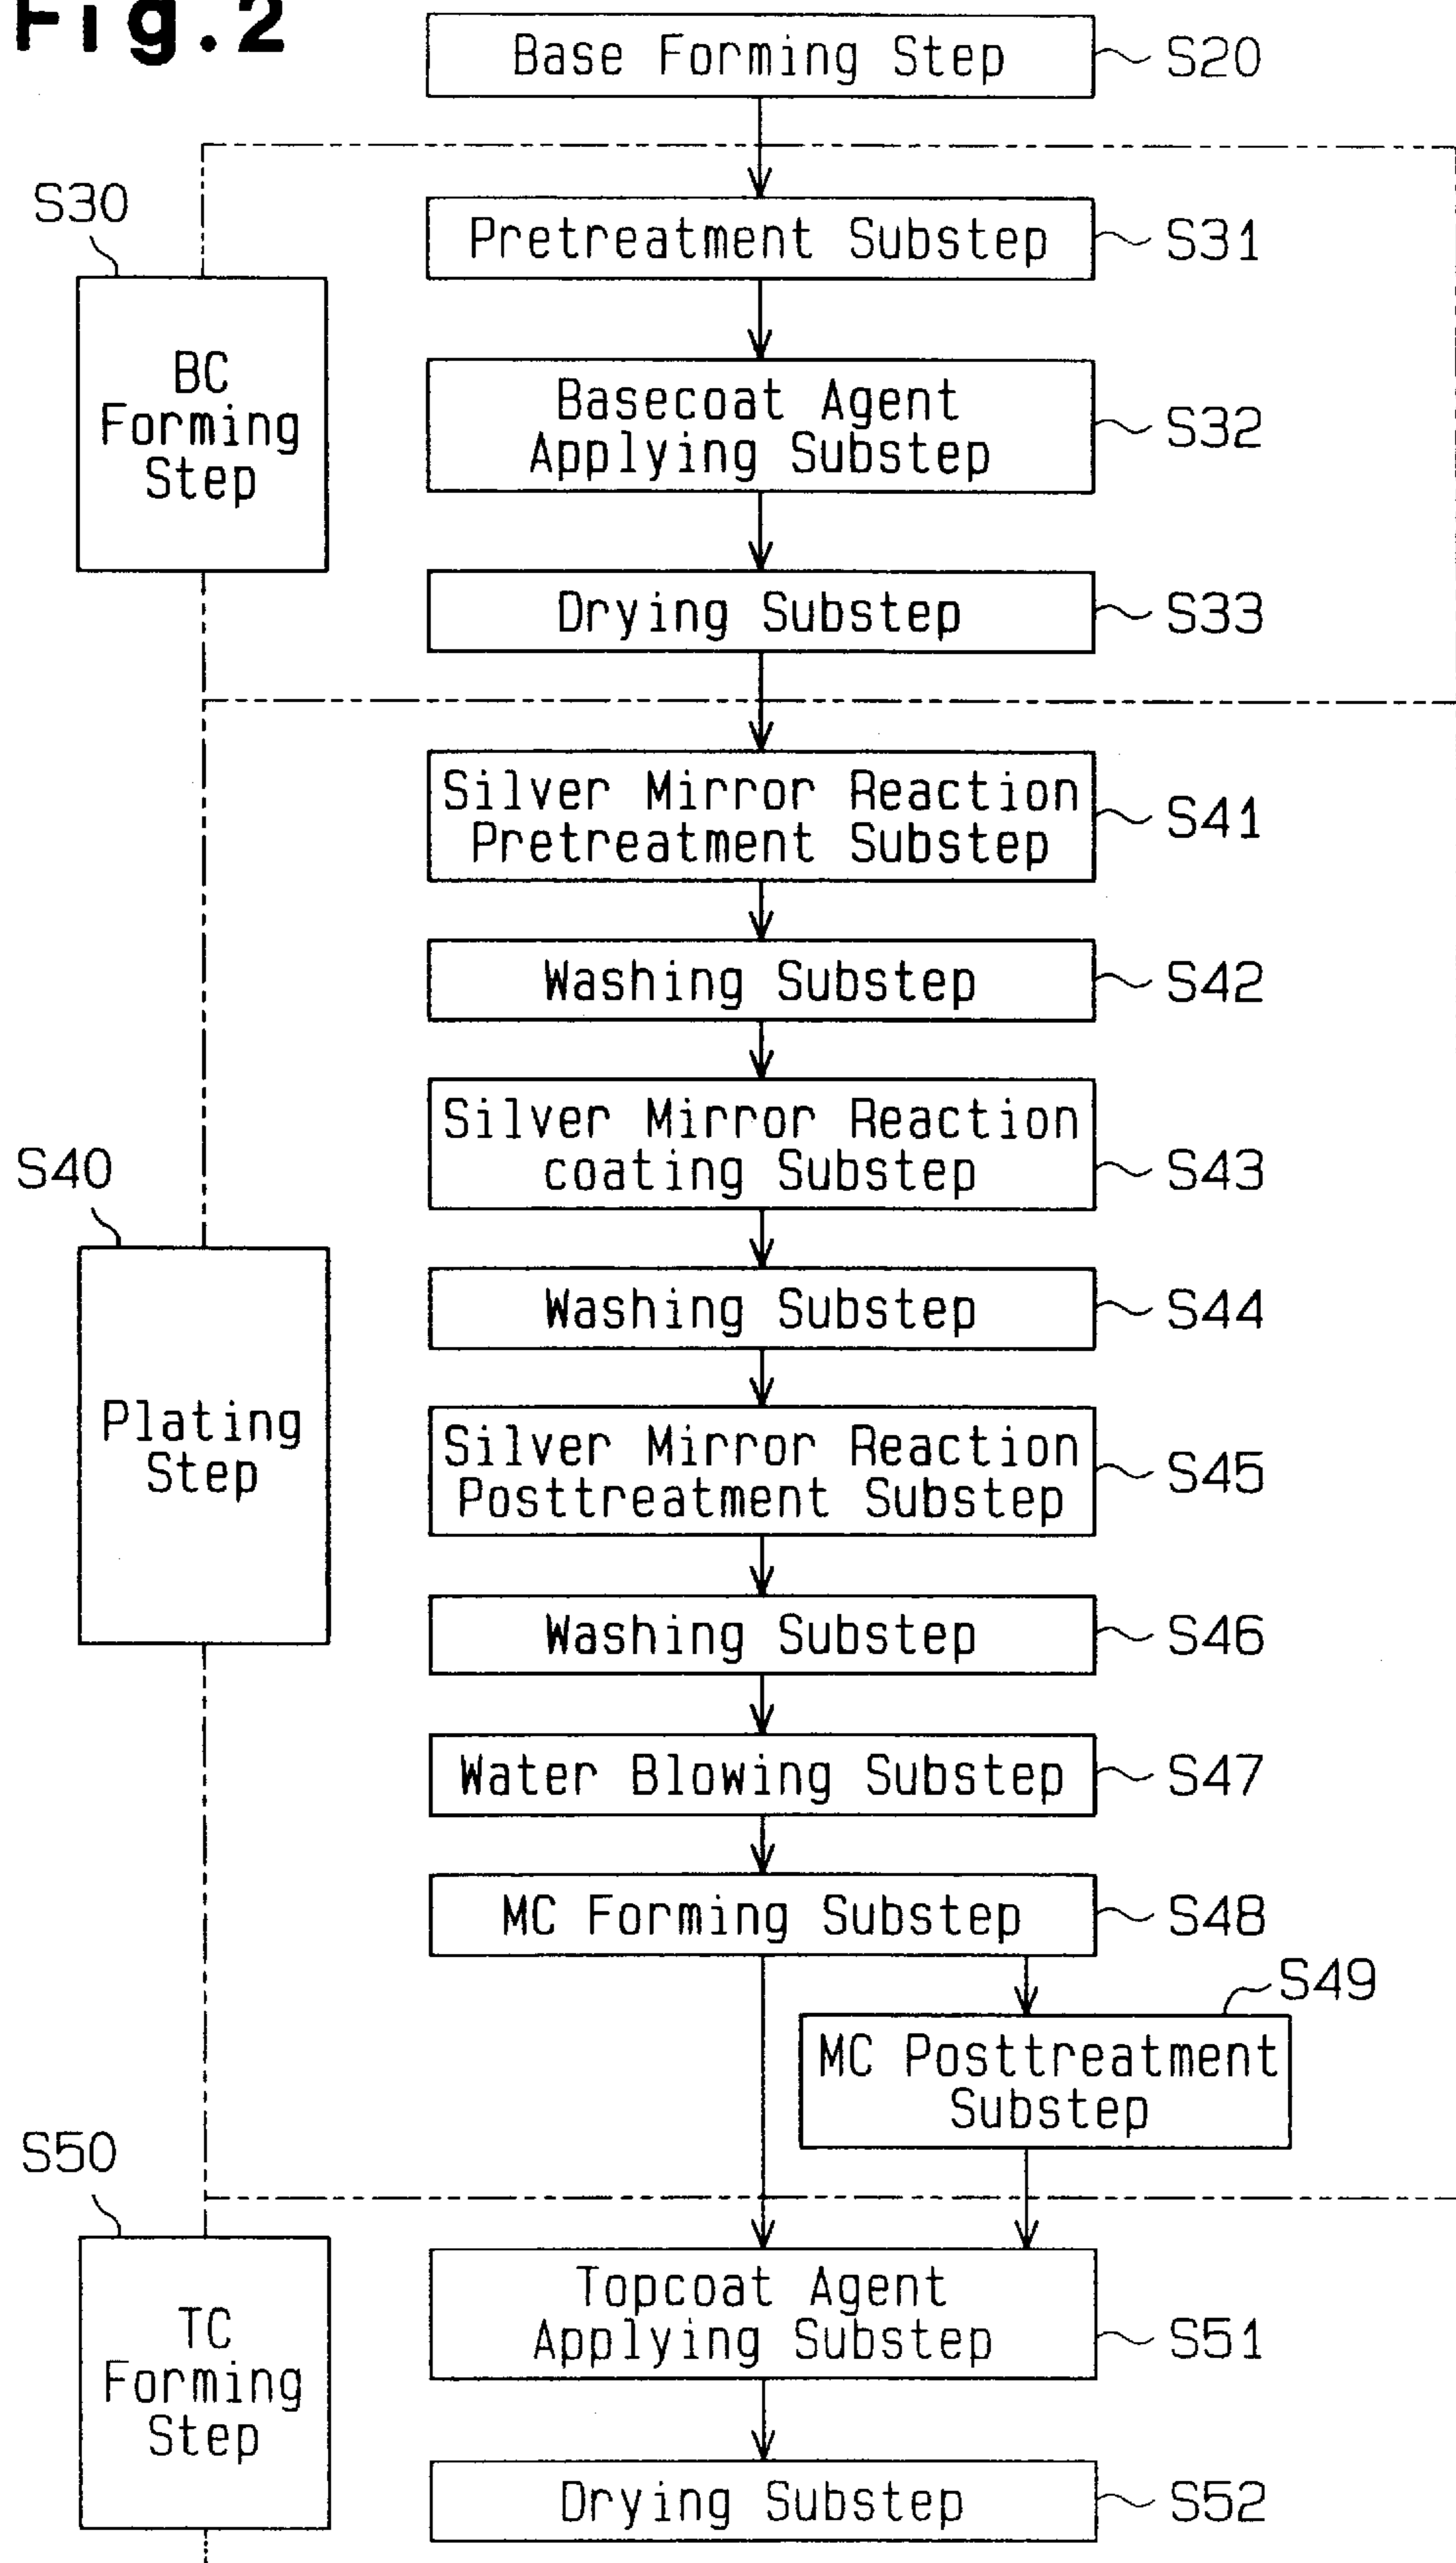 Fig.2
Base Forming Step
S20
S30
BC
Forming
Step
Pretreatment Substep
S31
Basecoat Agent
Applying Substep
S32
Drying Substep
S33
S40
Plating
Step
Silver Mirror Reaction
Pretreatment Substep
S41
Washing Substep
S42
Silver Mirror Reaction
coating Substep
S43
Washing Substep
S44
Silver Mirror Reaction
Posttreatment Substep
S45
Washing Substep
S46
Water Blowing Substep
S47
MC Forming Substep
S48
S49
MC Posttreatment
Substep
S50
TC
Forming
Step
Topcoat Agent
Applying Substep
S51
Drying Substep
S52